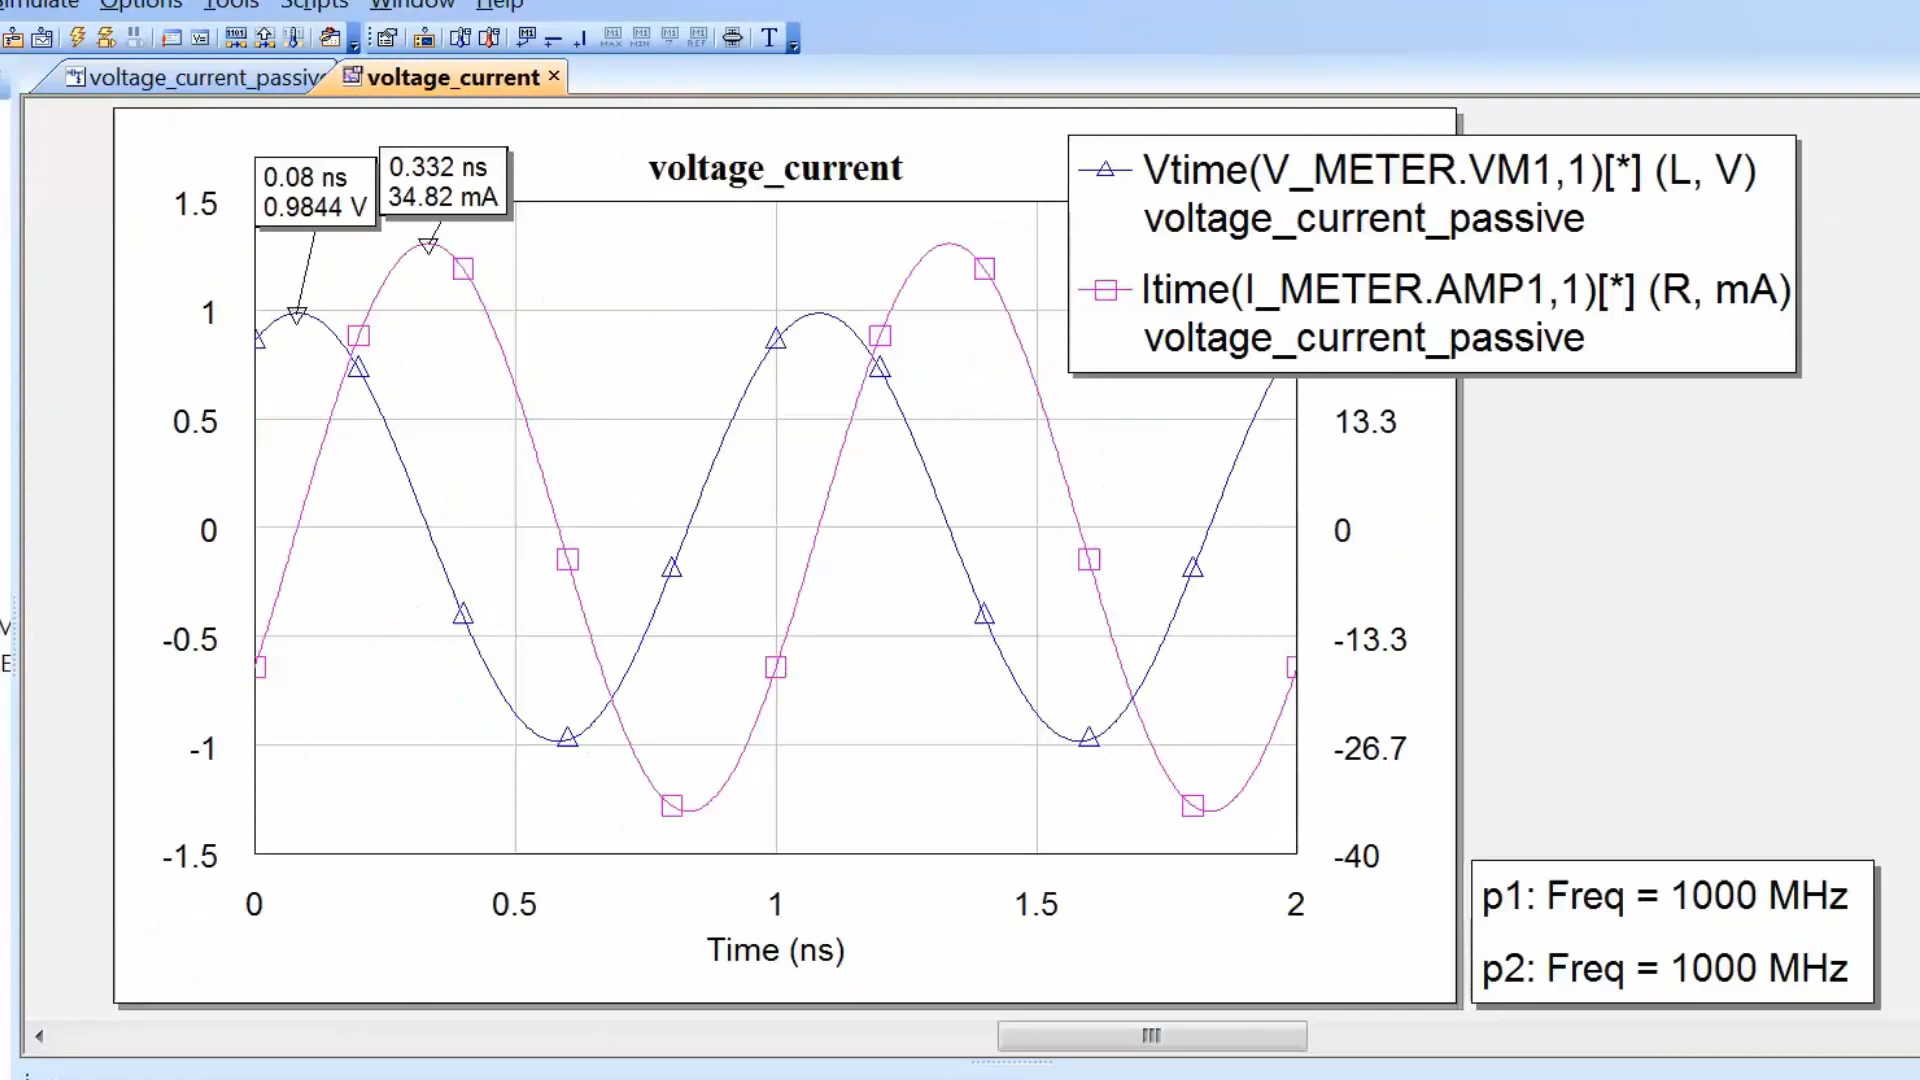 Options Tools Scripts Window Help
voltage_current_passiv
voltage_current ×
voltage_current
0.08 ns
0.9844 V
0.332 ns
34.82 mA
Vtime(V_METER.VM1,1)[*] (L, V)
voltage_current_passive
Itime(I_METER.AMP1,1)[*] (R, mA)
voltage_current_passive
1.5
1
0.5
0
-0.5
-1
-1.5
13.3
0
-13.3
-26.7
-40
0 0.5 1 1.5 2
Time (ns)
p1: Freq = 1000 MHz
p2: Freq = 1000 MHz